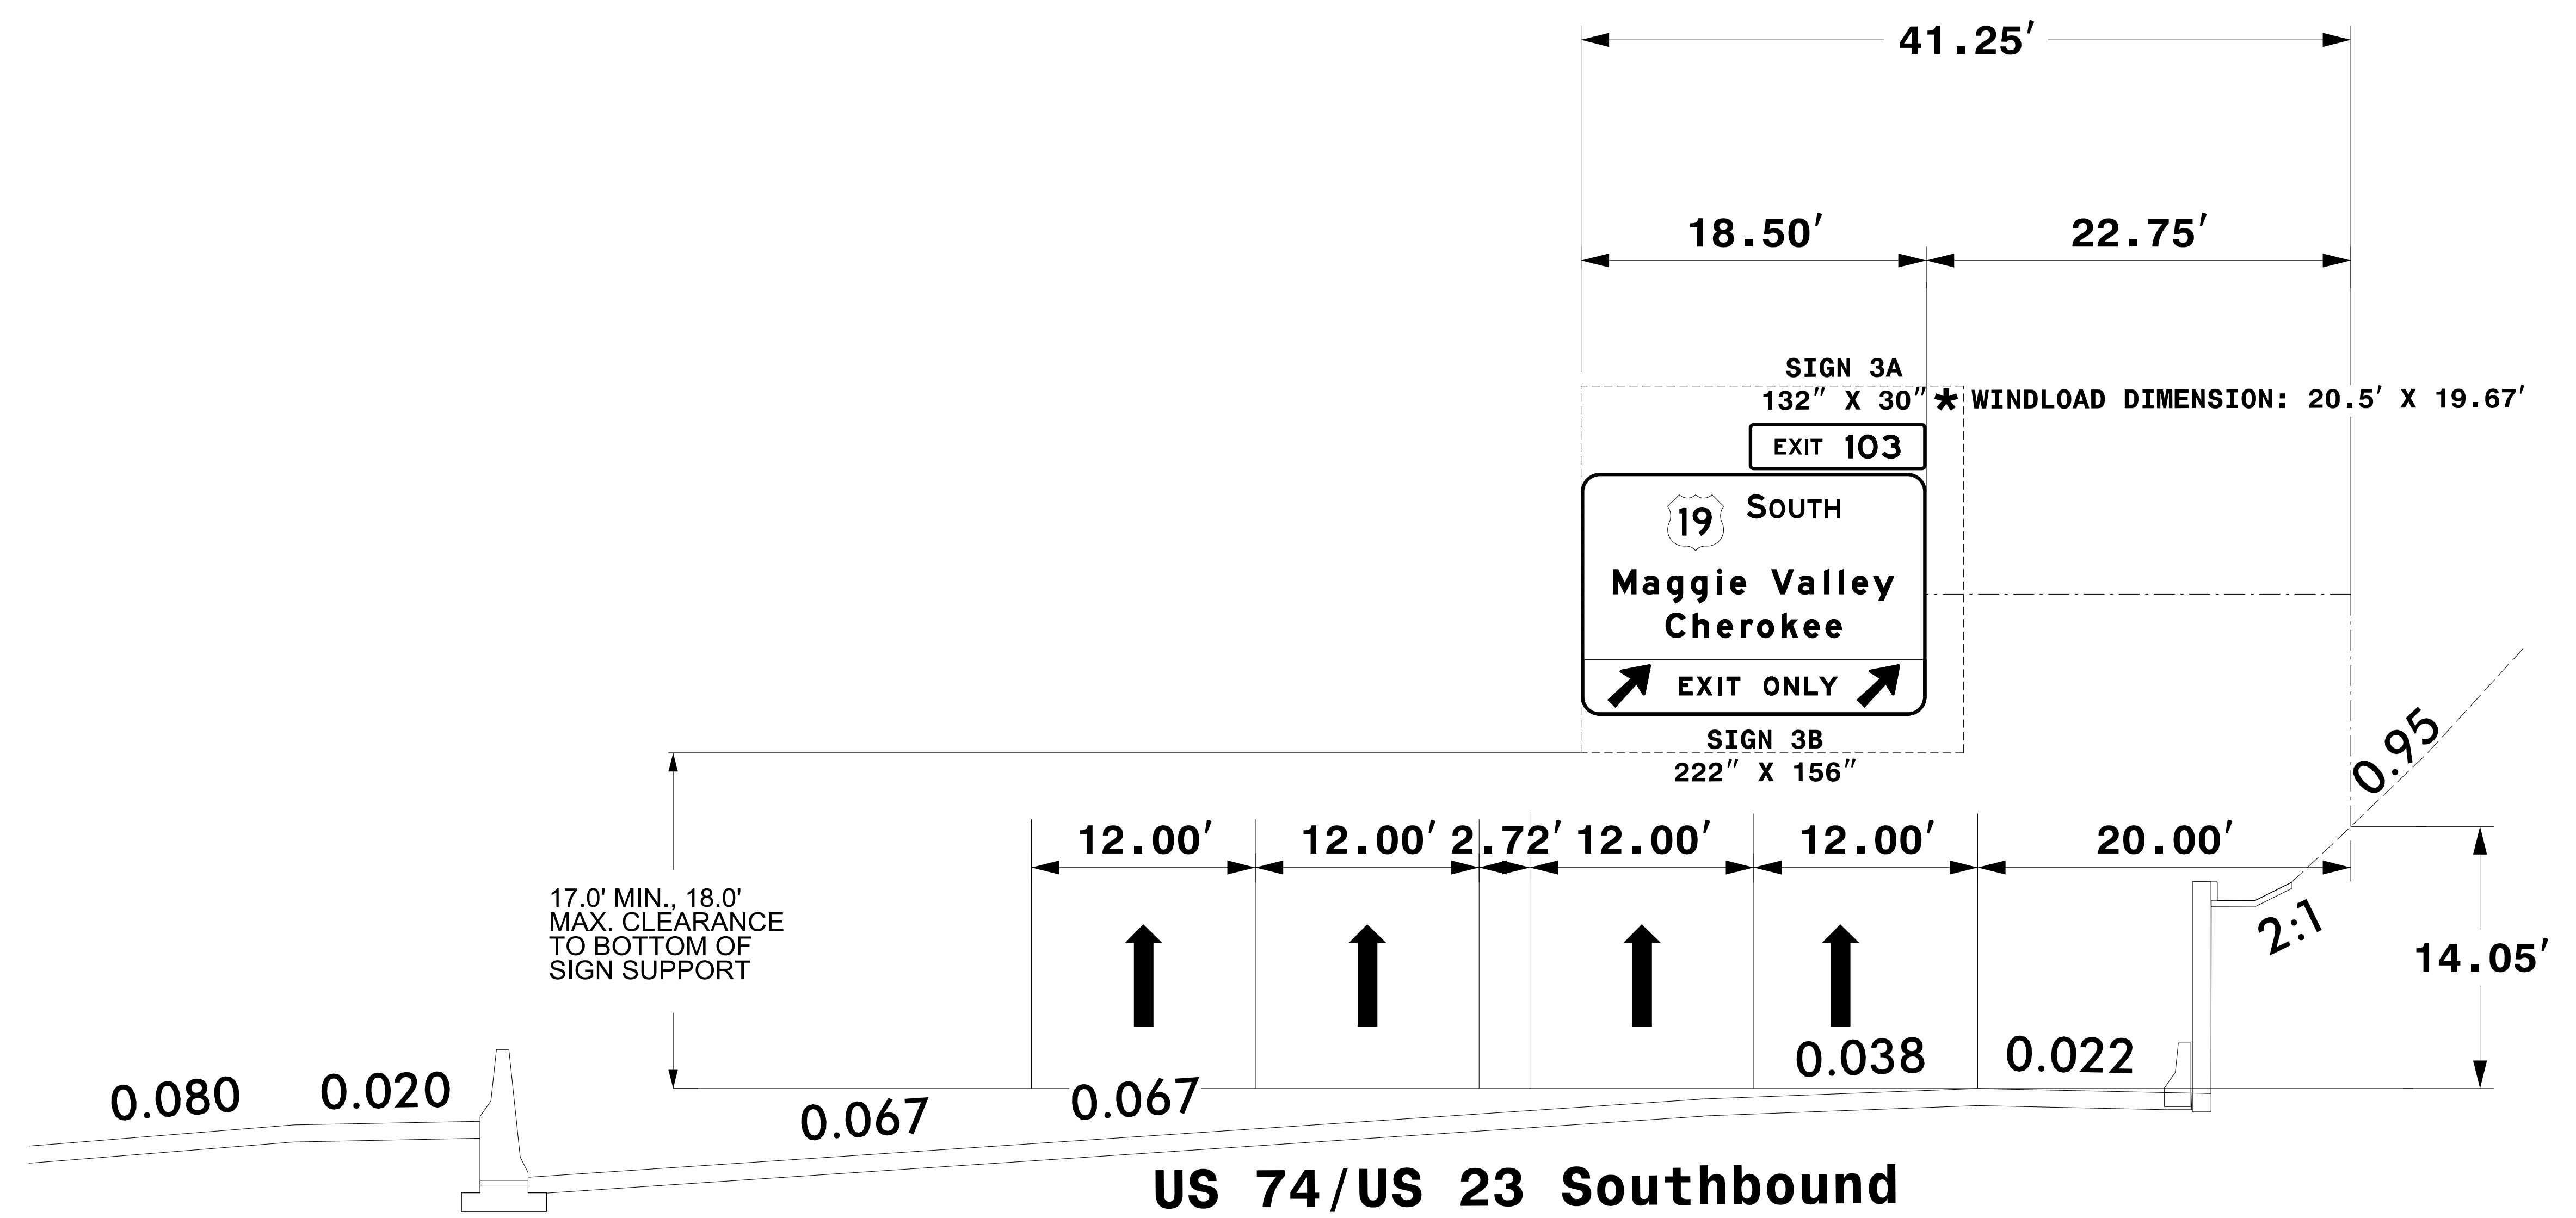 41.25′
18.50′ 22.75′
SIGN 3A
132″ X 30″ * WINDLOAD DIMENSION: 20.5′ X 19.67′
EXIT 103
19 SOUTH
Maggie Valley
Cherokee
EXIT ONLY
SIGN 3B
222″ X 156″
0.95
12.00′ 12.00′ 2.72′ 12.00′ 12.00′ 20.00′
17.0' MIN., 18.0'
MAX. CLEARANCE
TO BOTTOM OF
SIGN SUPPORT
2:1
14.05′
0.080 0.020 0.067 0.067 0.038 0.022
US 74/US 23 Southbound